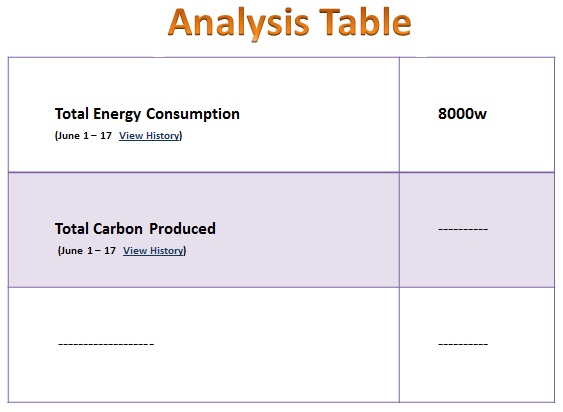 Analysis Table
Total Energy Consumption
8000w
(June 1 – 17 View History)
Total Carbon Produced
----------
(June 1 – 17 View History)
-------------------
----------